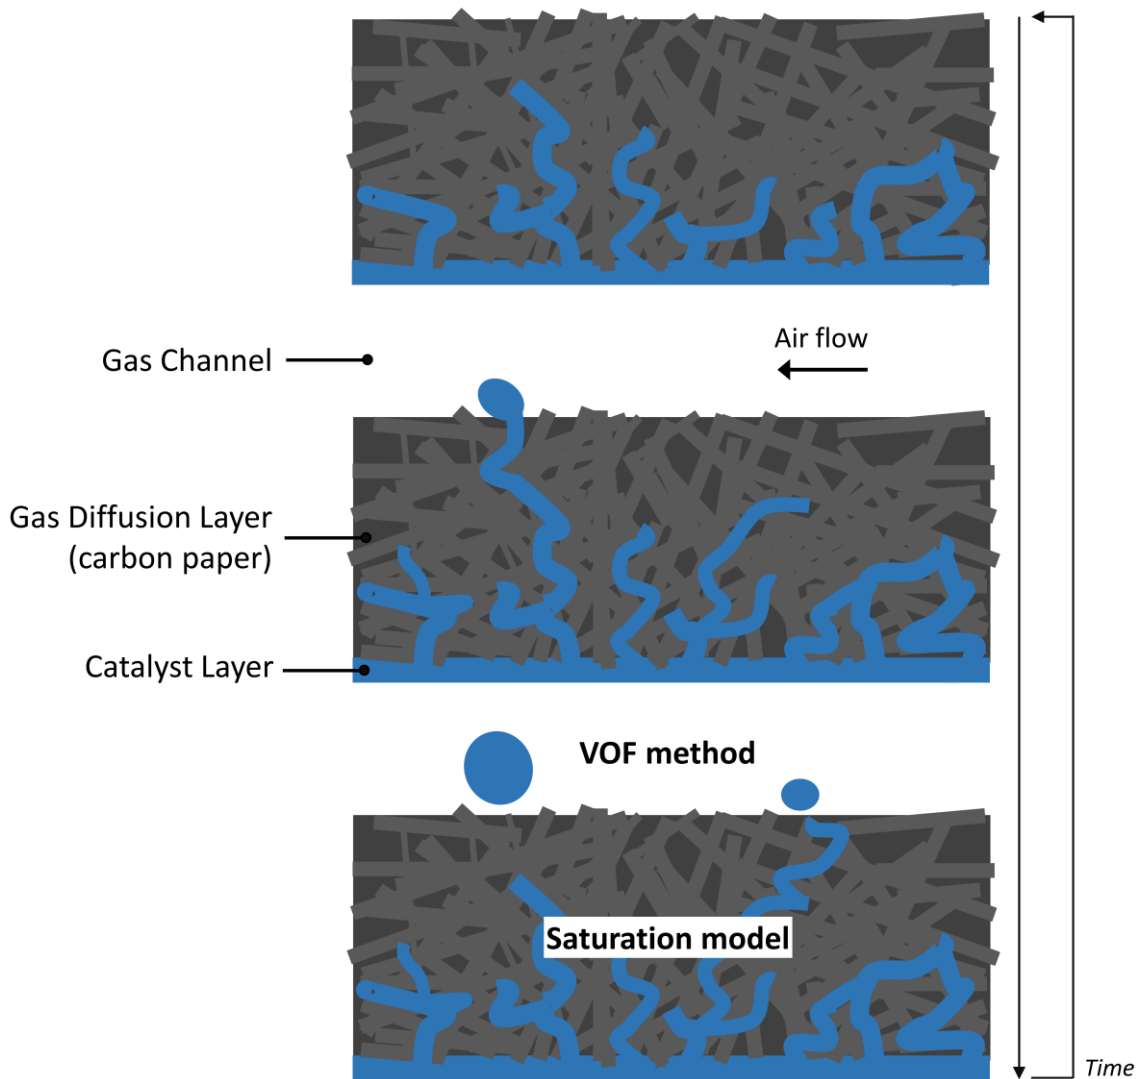 Air flow
Gas Channel
Gas Diffusion Layer
(carbon paper)
Catalyst Layer
VOF method
Saturation model
Time